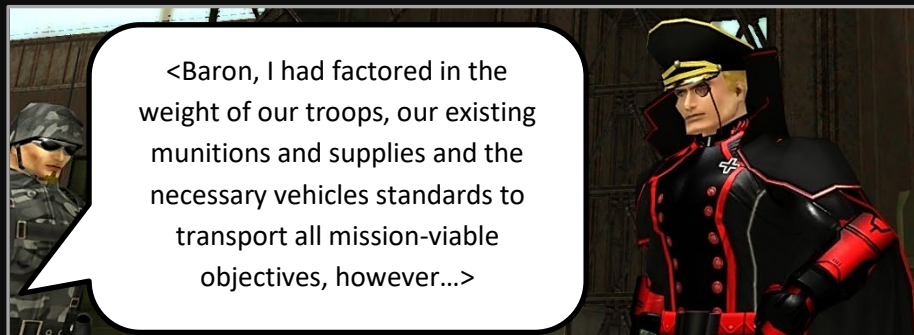 <Baron, I had factored in the
weight of our troops, our existing
munitions and supplies and the
necessary vehicles standards to
transport all mission-viable
objectives, however…>